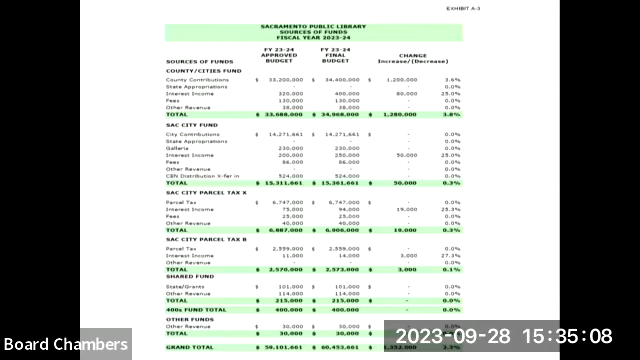 EXHIBIT A-3
SACRAMENTO PUBLIC LIBRARY
SOURCES OF FUNDS
FISCAL YEAR 2023-24
SOURCES OF FUNDS FY 23-24 APPROVED BUDGET FY 23-24 FINAL BUDGET CHANGE Increase/(Decrease)
COUNTY/CITIES FUND
County Contributions $ 33,200,000 $ 34,400,000 $ 1,200,000 3.6%
State Appropriations - - - 0.0%
Interest Income 320,000 400,000 80,000 25.0%
Fees 130,000 130,000 - 0.0%
Other Revenue 38,000 38,000 - 0.0%
TOTAL $ 33,688,000 $ 34,968,000 $ 1,280,000 3.8%
SAC CITY FUND
City Contributions $ 14,271,661 $ 14,271,661 $ - 0.0%
State Appropriations - - - 0.0%
Galleria 230,000 230,000 - 0.0%
Interest Income 200,000 250,000 50,000 25.0%
Fees 86,000 86,000 - 0.0%
Other Revenue - - - 0.0%
CBN Distribution X-fer in 524,000 524,000 - 0.0%
TOTAL $ 15,311,661 $ 15,361,661 $ 50,000 0.3%
SAC CITY PARCEL TAX X
Parcel Tax $ 6,747,000 $ 6,747,000 $ - 0.0%
Interest Income 75,000 94,000 19,000 25.3%
Fees 25,000 25,000 - 0.0%
Other Revenue 40,000 40,000 - 0.0%
TOTAL $ 6,887,000 $ 6,906,000 $ 19,000 0.3%
SAC CITY PARCEL TAX B
Parcel Tax $ 2,559,000 $ 2,559,000 $ - 0.0%
Interest Income 11,000 14,000 3,000 27.3%
Other Revenue - - - 0.0%
TOTAL $ 2,570,000 $ 2,573,000 $ 3,000 0.1%
SHARED FUND
State/Grants $ 101,000 $ 101,000 $ - 0.0%
Other Revenue 114,000 114,000 - 0.0%
TOTAL $ 215,000 $ 215,000 $ - 0.0%
400s FUND TOTAL $ 400,000 $ 400,000 $ - 0.0%
OTHER FUNDS
Other Revenue $ 30,000 $ 30,000 $
TOTAL $ 30,000 $ 30,000 $
GRAND TOTAL $ 59,101,661 $ 60,453,661 $ 1,352,000 2.3%
Board Chambers
2023-09-28 15:35:08